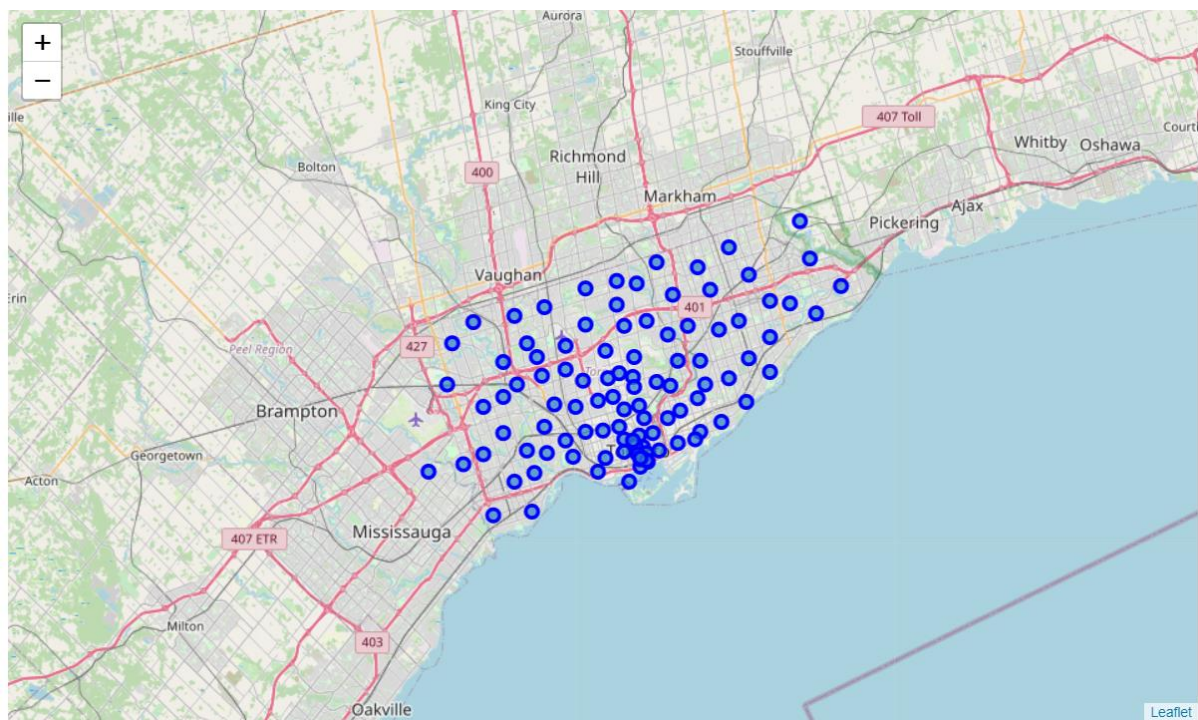 +
−
Aurora
Stouffville
King City
407 Toll
Whitby
Oshawa
Bolton
400
Richmond
Hill
Markham
Ajax
Pickering
Vaughan
401
427
Peel Region
Brampton
Georgetown
Acton
Mississauga
407 ETR
Milton
403
Oakville
Leaflet